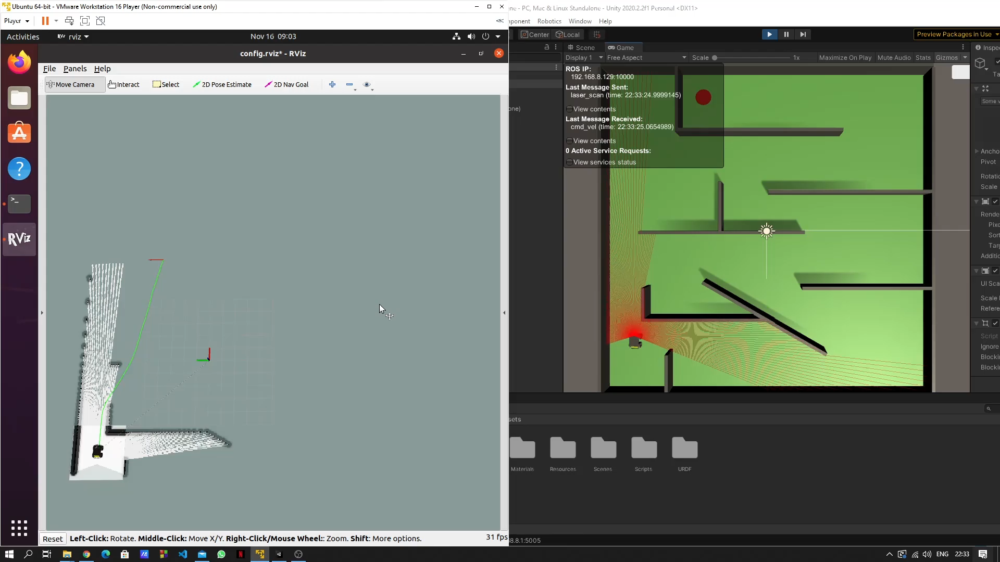 Ubuntu 64-bit - VMware Workstation 16 Player (Non-commercial use only)
Player
Activities
rviz
Nov 16 09:03
config.rviz* - RViz
File Panels Help
Move Camera Interact Select 2D Pose Estimate 2D Nav Goal
RViz
Reset
Left-Click: Rotate. Middle-Click: Move X/Y. Right-Click/Mouse Wheel:: Zoom. Shift: More options.
31 fps
ne - PC, Mac & Linux Standalone - Unity 2020.2.2f1 Personal <DX11>
ponent Robotics Window Help
Center Local
Preview Packages in Use
Scene Game
Inspe
Display 1 Free Aspect Scale 1x Maximize On Play Mute Audio Stats Gizmos
ROS IP:
192.168.8.129:10000
Last Message Sent:
laser_scan (time: 22:33:24.9999145)
View contents
Last Message Received:
cmd_vel (time: 22:33:25.0654989)
View contents
0 Active Service Requests:
View services status
one)
Ta
Some v
Ancho
Pivot
Rotatio
Scale
Rende
Pixe
Sort
Targ
Additio
UI Sca
Scale
Refere
Script
Ignore
Blocki
Blocki
sets
Materials Resources Scenes Scripts URDF
8.8.1:5005
ENG 22:33